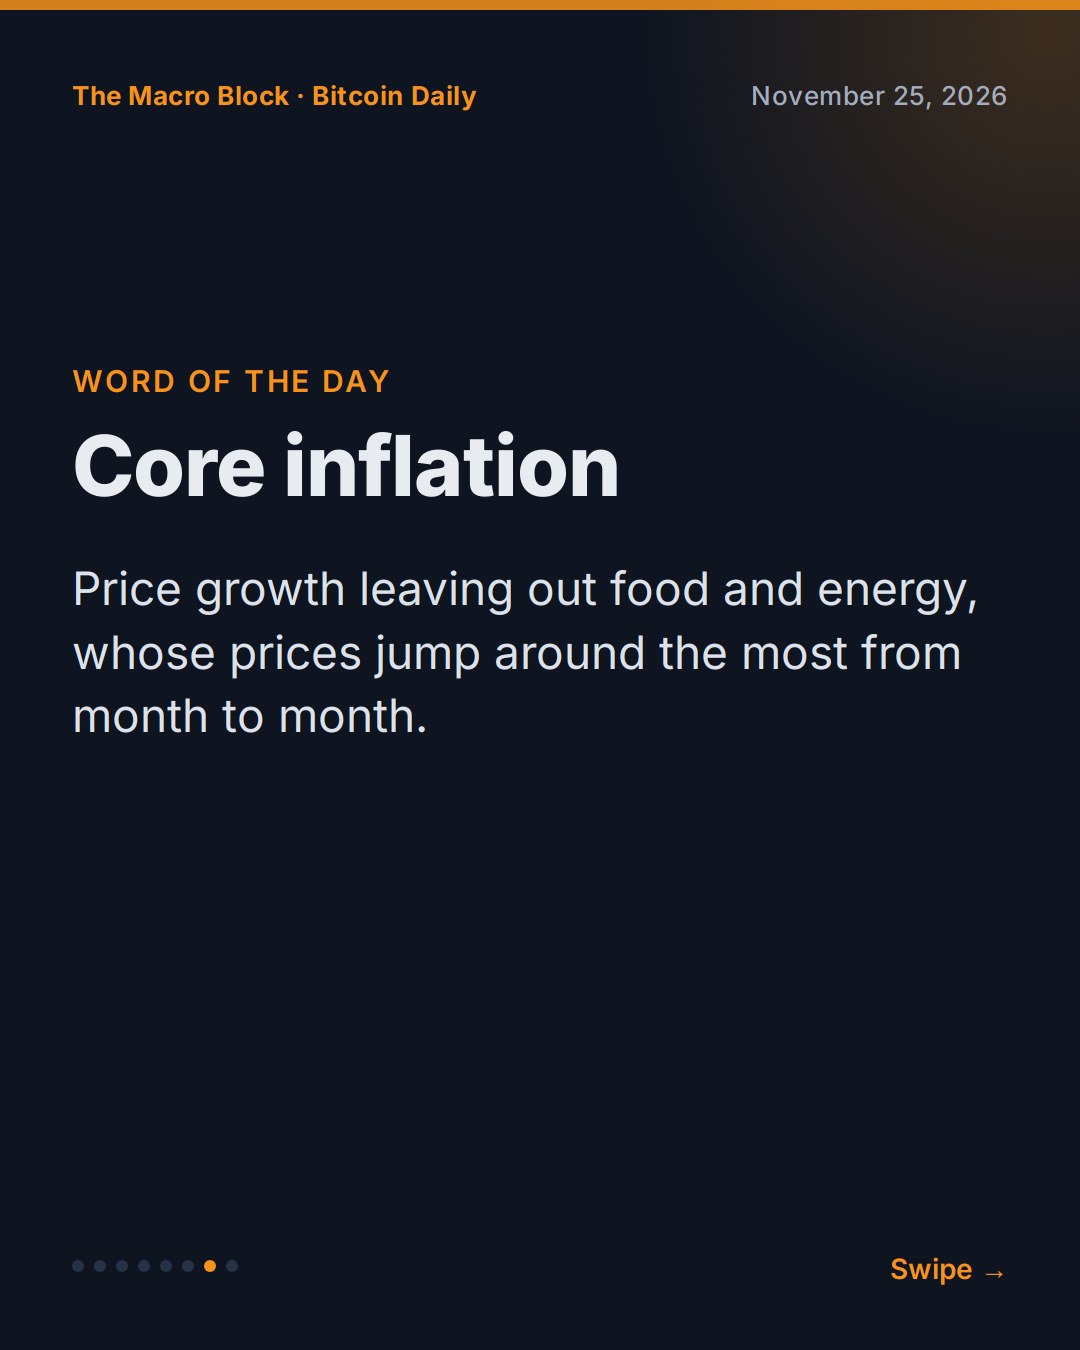 The Macro Block · Bitcoin Daily
November 25, 2026
WORD OF THE DAY
Core inflation
Price growth leaving out food and energy,
whose prices jump around the most from
month to month.
Swipe →